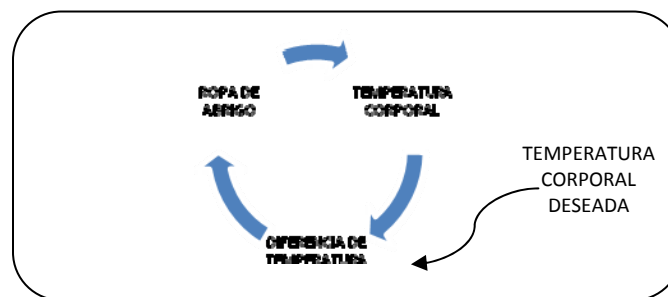 ROPA DE
ABRIGO
TEMPERATURA
CORPORAL
TEMPERATURA
CORPORAL
DESEADA
DIFERENCIA DE
TEMPERATURA